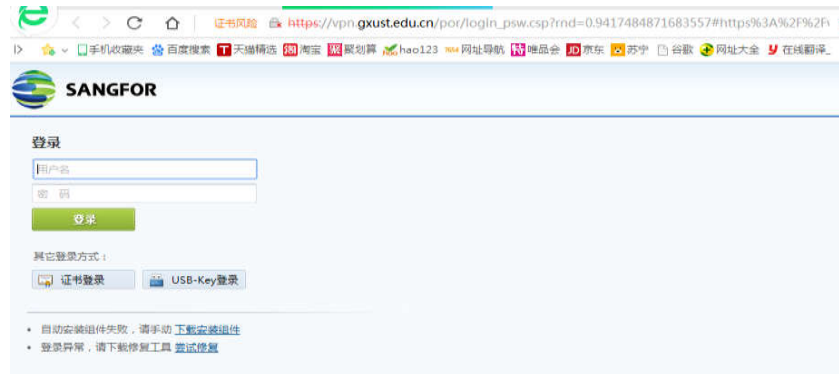 证书风险 https://vpn.gxust.edu.cn/por/login_psw.csp?rnd=0.9417484871683557#https%3A%2F%2F
手机收藏夹 百度搜索 T 天猫精选 淘 淘宝 聚 聚划算 hao123 网址导航 特 唯品会 JD 京东 苏宁 谷歌 网址大全 在线翻译_
SANGFOR
登录
用户名
密 码
登录
其它登录方式：
证书登录 USB-Key登录
自动安装组件失败，请手动 下载安装组件
登录异常，请下载修复工具 尝试修复